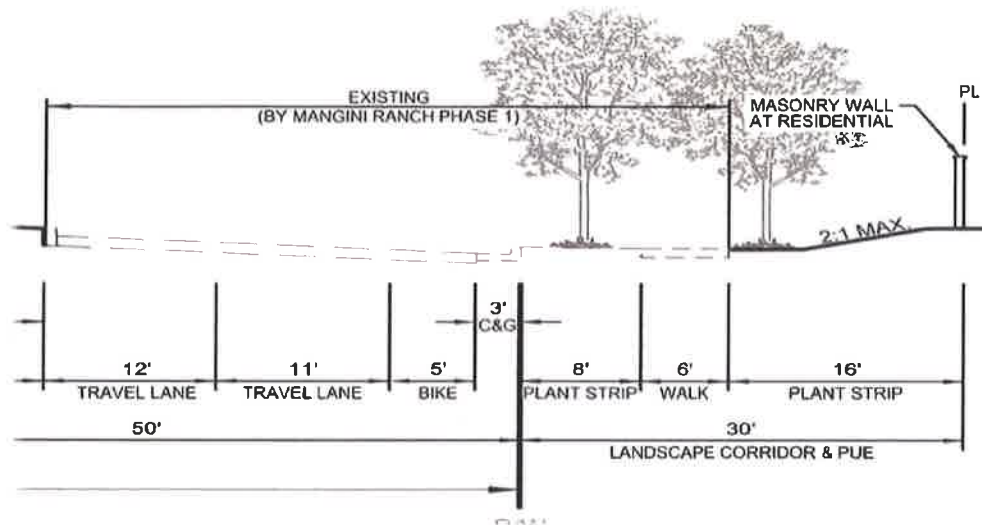 EXISTING
(BY MANGINI RANCH PHASE 1)
MASONRY WALL
AT RESIDENTIAL
PL
2:1 MAX.
3'
C&G
12'
TRAVEL LANE
11'
TRAVEL LANE
5'
BIKE
8'
PLANT STRIP
6'
WALK
16'
PLANT STRIP
50'
30'
LANDSCAPE CORRIDOR & PUE